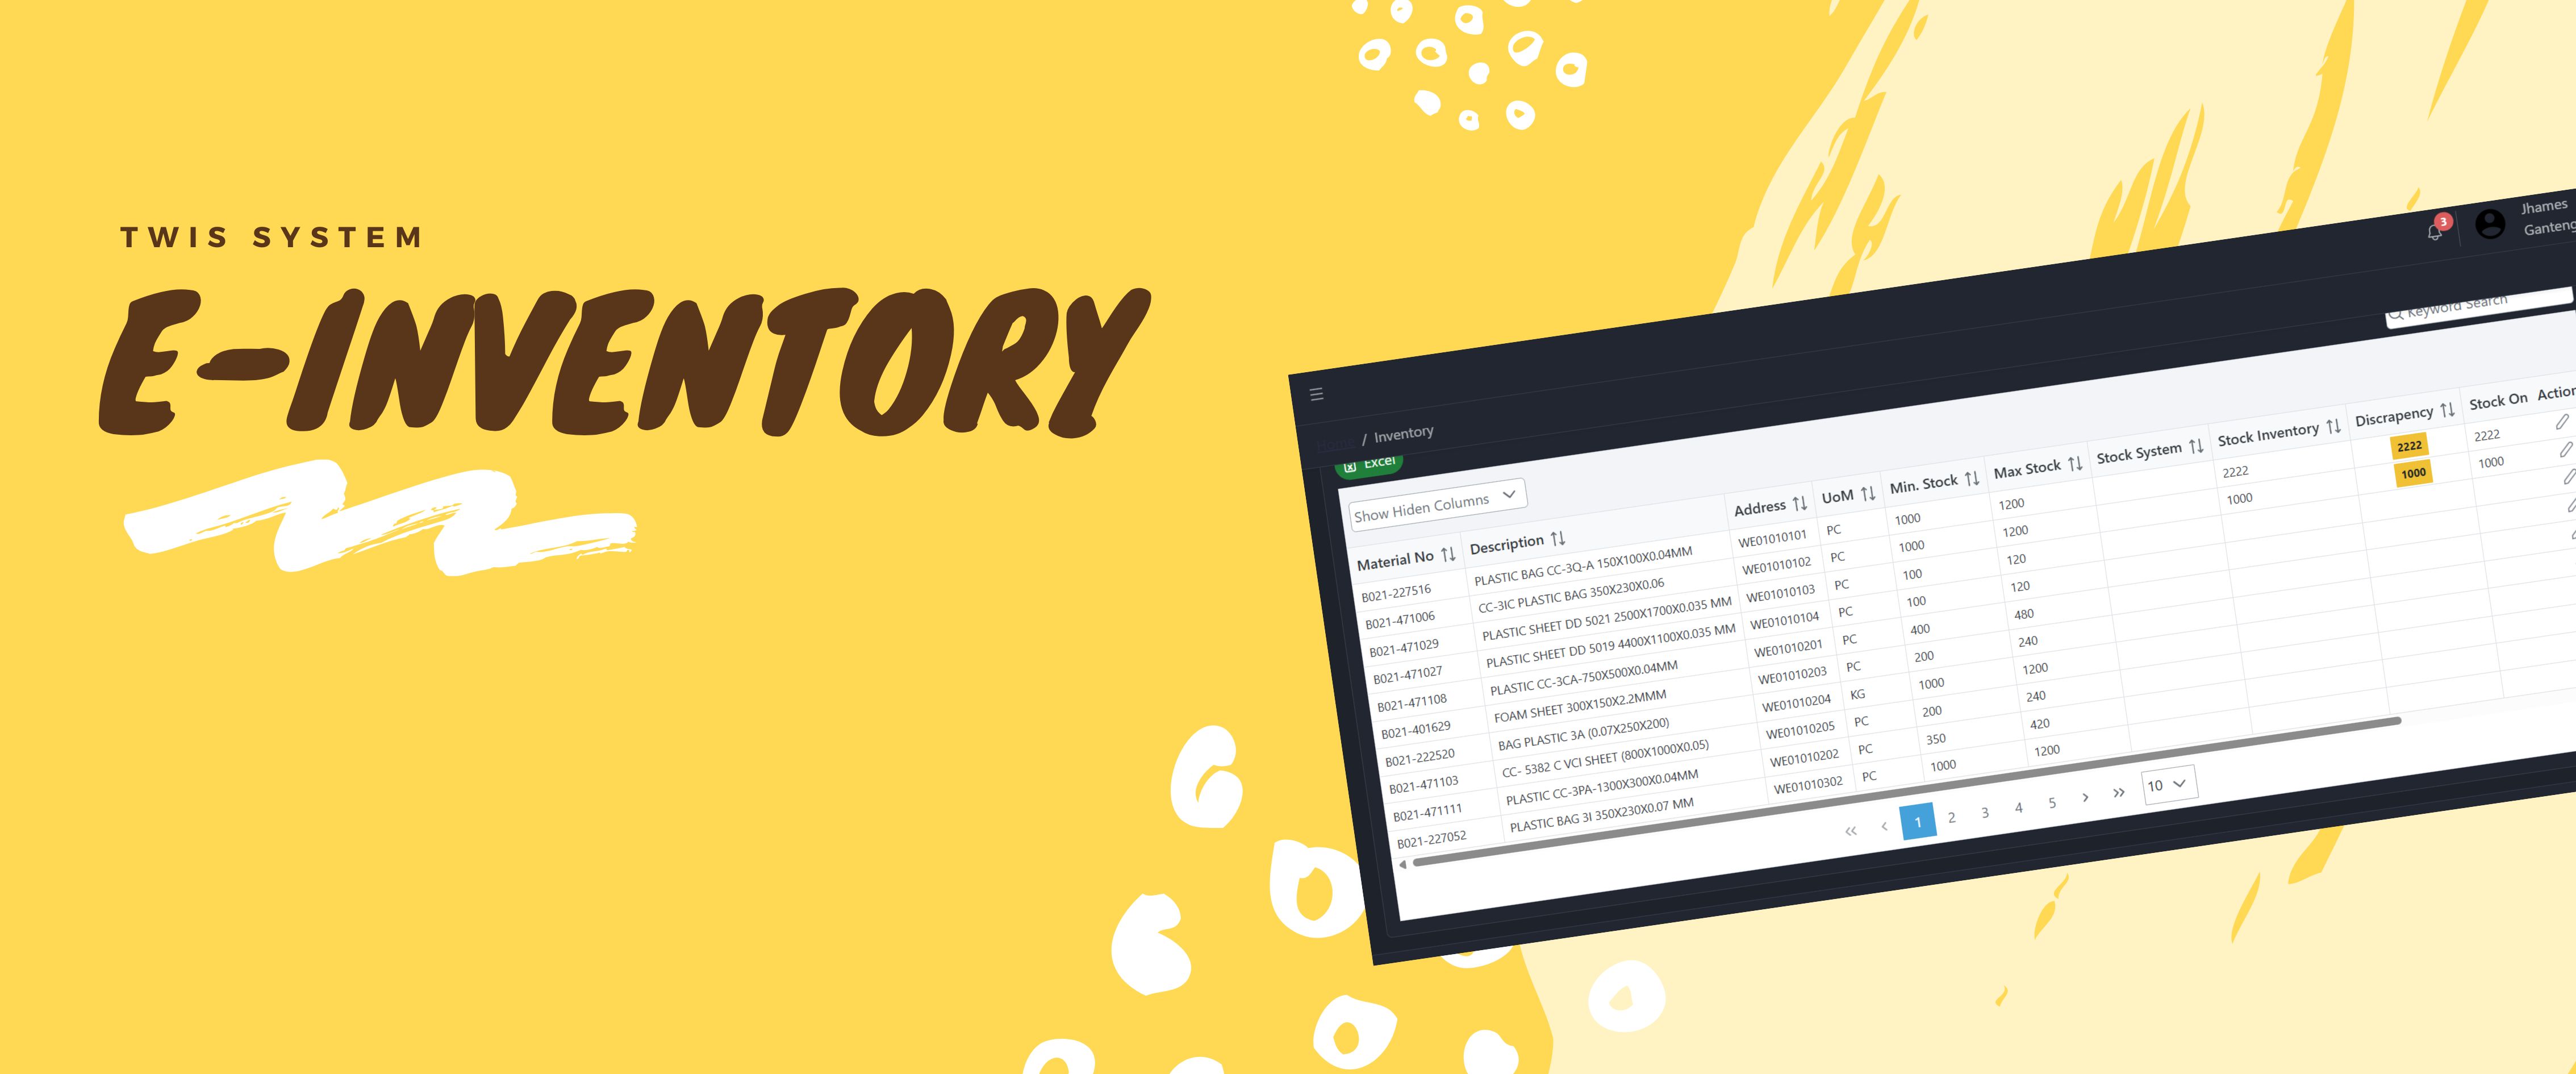 TWIS SYSTEM
E-INVENTORY
3
Jhames
Ganteng
/ Inventory
Keyword Search
Excel
Show Hiden Columns
Material No Description Address UoM Min. Stock Max Stock Stock System Stock Inventory Discrapency Stock On Action
B021-227516 PLASTIC BAG CC-3Q-A 150X100X0.04MM WE01010101 PC 1000 1200 2222 2222 2222
B021-471006 CC-3IC PLASTIC BAG 350X230X0.06 WE01010102 PC 1000 1200 1000 1000 1000
B021-471029 PLASTIC SHEET DD 5021 2500X1700X0.035 MM WE01010103 PC 100 120
B021-471027 PLASTIC SHEET DD 5019 4400X1100X0.035 MM WE01010104 PC 100 120
B021-471108 PLASTIC CC-3CA-750X500X0.04MM WE01010201 PC 400 480
B021-401629 FOAM SHEET 300X150X2.2MMM WE01010203 PC 200 240
B021-222520 BAG PLASTIC 3A (0.07X250X200) WE01010204 KG 1000 1200
B021-471103 CC- 5382 C VCI SHEET (800X1000X0.05) WE01010205 PC 200 240
B021-471111 PLASTIC CC-3PA-1300X300X0.04MM WE01010202 PC 350 420
B021-227052 PLASTIC BAG 3I 350X230X0.07 MM WE01010302 PC 1000 1200
« ‹ 1 2 3 4 5 › » 10